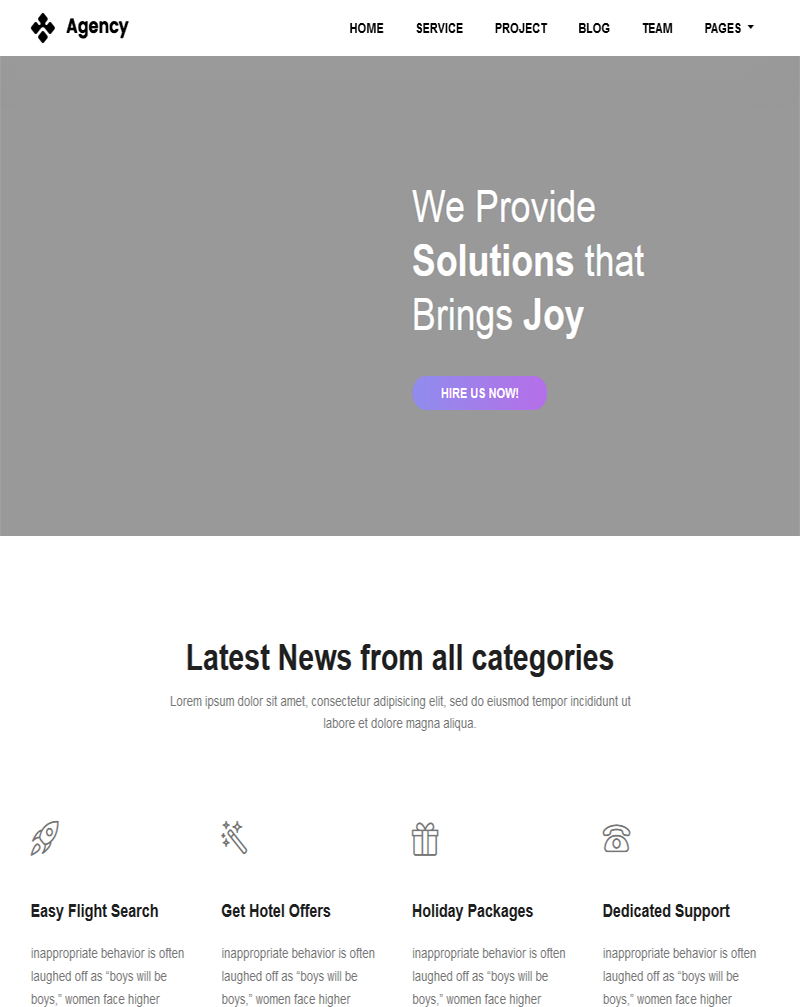 Agency
HOME SERVICE PROJECT BLOG TEAM PAGES
We Provide
Solutions that
Brings Joy
HIRE US NOW!
Latest News from all categories
Lorem ipsum dolor sit amet, consectetur adipisicing elit, sed do eiusmod tempor incididunt ut
labore et dolore magna aliqua.
Easy Flight Search
inappropriate behavior is often
laughed off as “boys will be
boys,” women face higher
Get Hotel Offers
inappropriate behavior is often
laughed off as “boys will be
boys,” women face higher
Holiday Packages
inappropriate behavior is often
laughed off as “boys will be
boys,” women face higher
Dedicated Support
inappropriate behavior is often
laughed off as “boys will be
boys,” women face higher